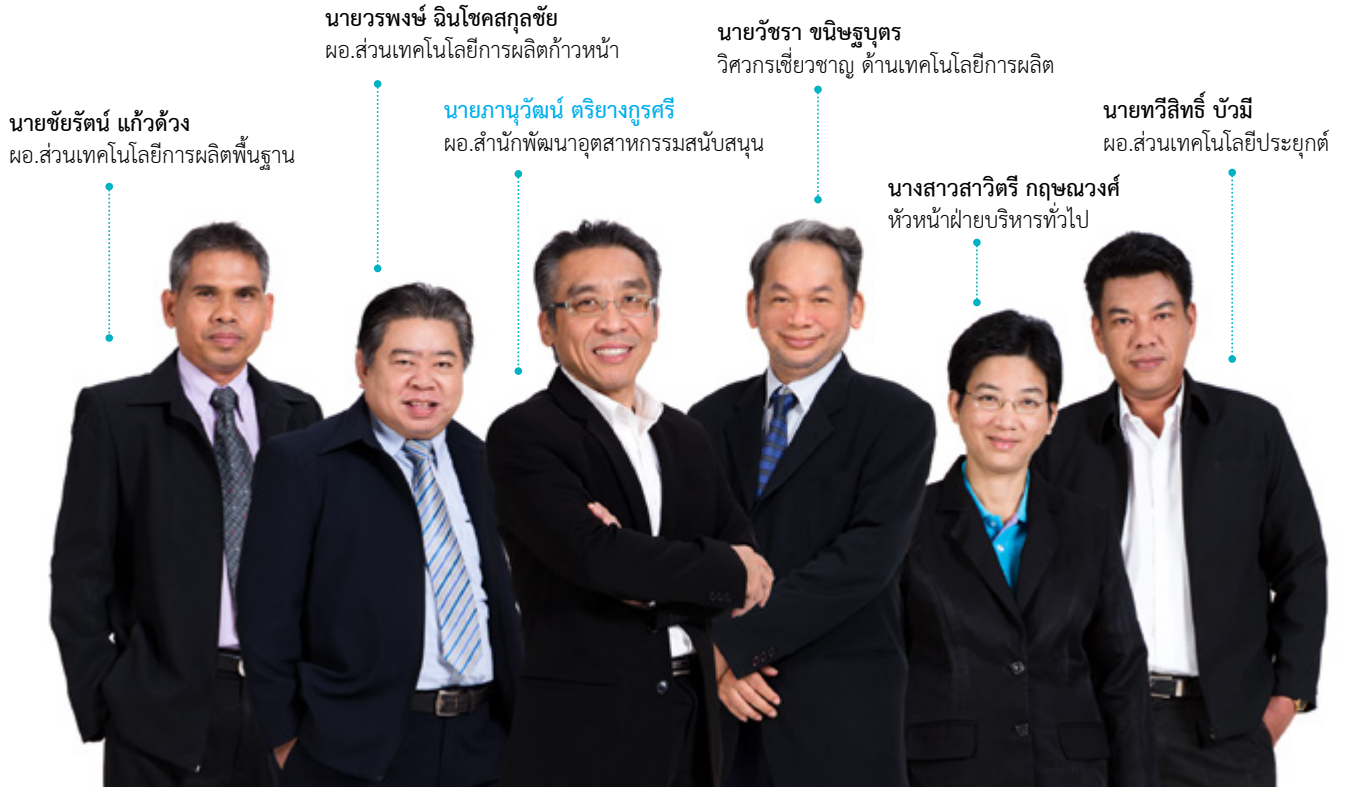 นายวรพงษ์ ฉินโชคสกุลชัย
ผอ.ส่วนเทคโนโลยีการผลิตก้าวหน้า
นายวัชรา ขนิษฐบุตร
วิศวกรเชี่ยวชาญ ด้านเทคโนโลยีการผลิต
นายชัยรัตน์ แก้วด้วง
ผอ.ส่วนเทคโนโลยีการผลิตพื้นฐาน
นายภานุวัฒน์ ตริยางกูรศรี
ผอ.สำนักพัฒนาอุตสาหกรรมสนับสนุน
นายทวีสิทธิ์ บัวมี
ผอ.ส่วนเทคโนโลยีประยุกต์
นางสาวสาวิตรี กฤษณวงศ์
หัวหน้าฝ่ายบริหารทั่วไป